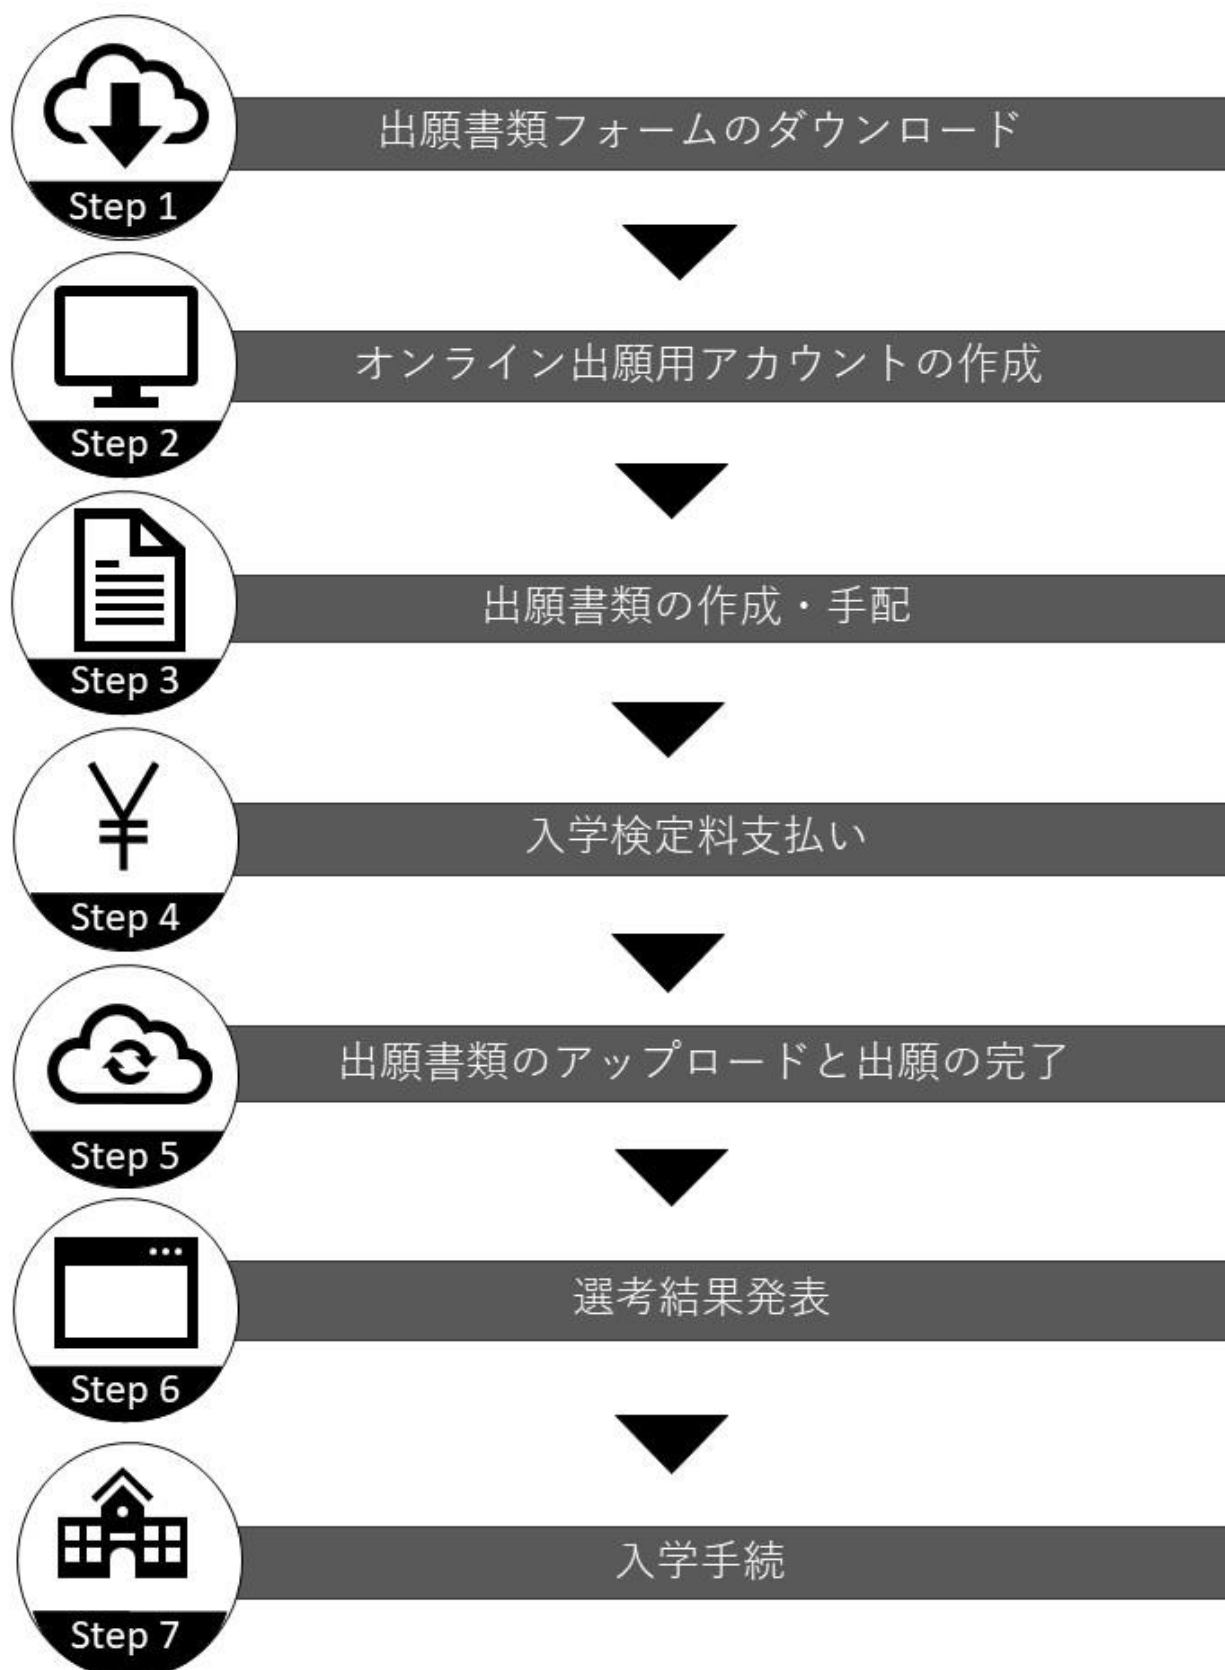 出願書類フォームのダウンロード
Step 1
オンライン出願用アカウントの作成
Step 2
出願書類の作成・手配
Step 3
¥
入学検定料支払い
Step 4
出願書類のアップロードと出願の完了
Step 5
選考結果発表
Step 6
入学手続
Step 7